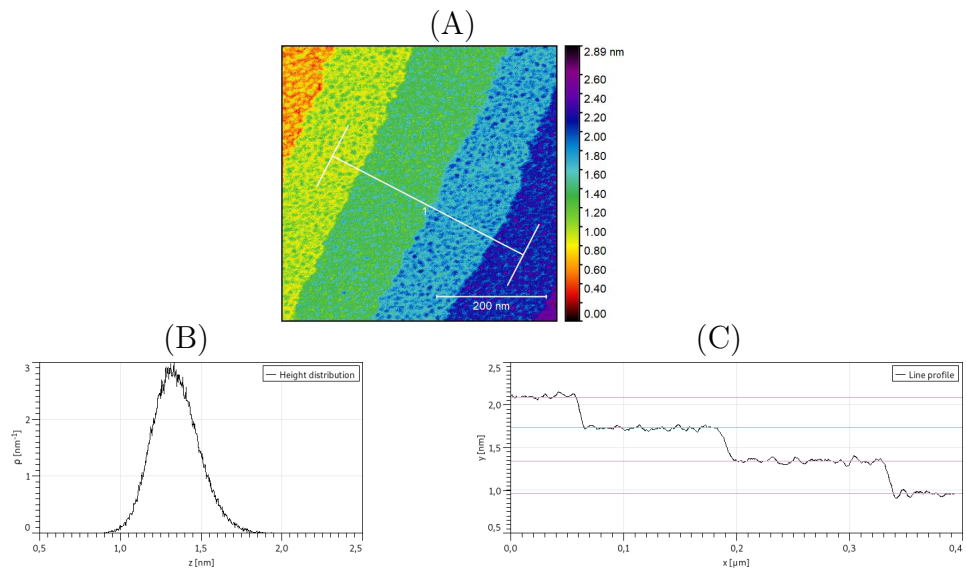 (A)
2.89 nm
2.60
2.40
2.20
2.00
1.80
1.60
1.40
1.20
1.00
0.80
0.60
0.40
0.00
1
200 nm
(B)
Height distribution
3
2
1
0
ρ [nm⁻¹]
0,5 1,0 1,5 2,0 2,5
z [nm]
(C)
Line profile
2,5
2,0
1,5
1,0
0,5
y [nm]
0,0 0,1 0,2 0,3 0,4
x [µm]